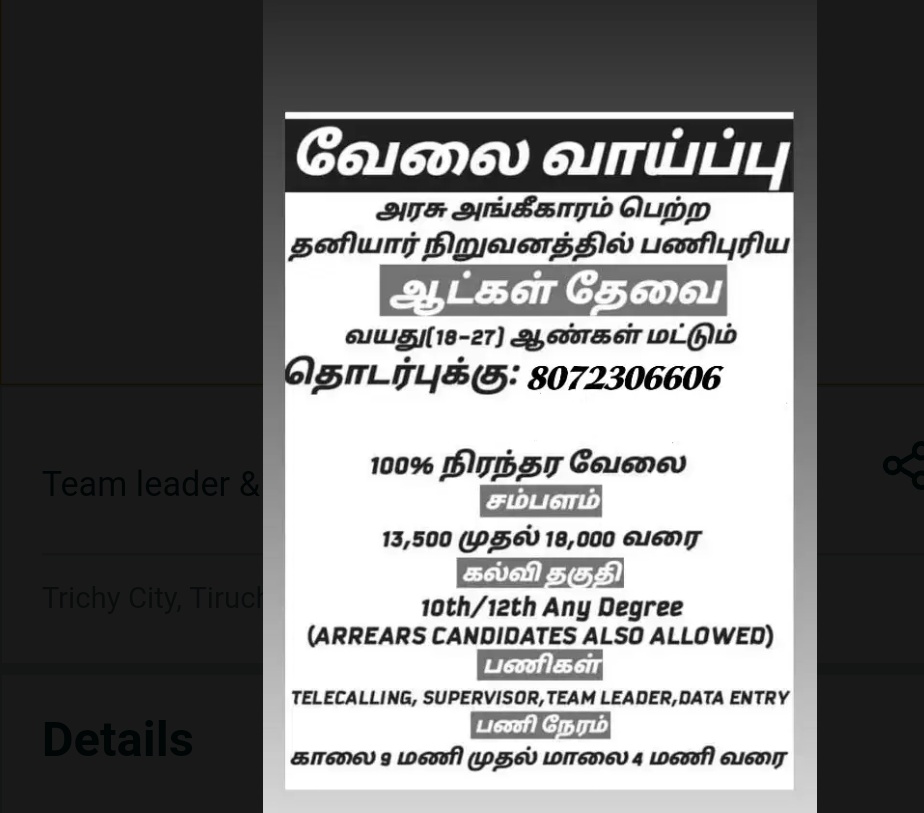 வேலை வாய்ப்பு
அரசு அங்கீகாரம் பெற்ற
தனியார் நிறுவனத்தில் பணிபுரிய
ஆட்கள் தேவை
வயது(18-27) ஆண்கள் மட்டும்
தொடர்புக்கு: 8072306606
100% நிரந்தர வேலை
சம்பளம்
13,500 முதல் 18,000 வரை
கல்வி தகுதி
10th/12th Any Degree
(ARREARS CANDIDATES ALSO ALLOWED)
பணிகள்
TELECALLING, SUPERVISOR,TEAM LEADER,DATA ENTRY
பணி நேரம்
காலை 9 மணி முதல் மாலை 4 மணி வரை
Team leader &
Trichy City,
Details